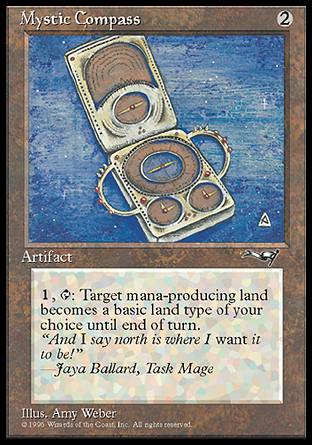 Mystic Compass 2
Artifact
1, : Target mana-producing land
becomes a basic land type of your
choice until end of turn.
"And I say north is where I want it
to be!"
—Jaya Ballard, Task Mage
Illus. Amy Weber
©1996 Wizards of the Coast, Inc. All rights reserved.